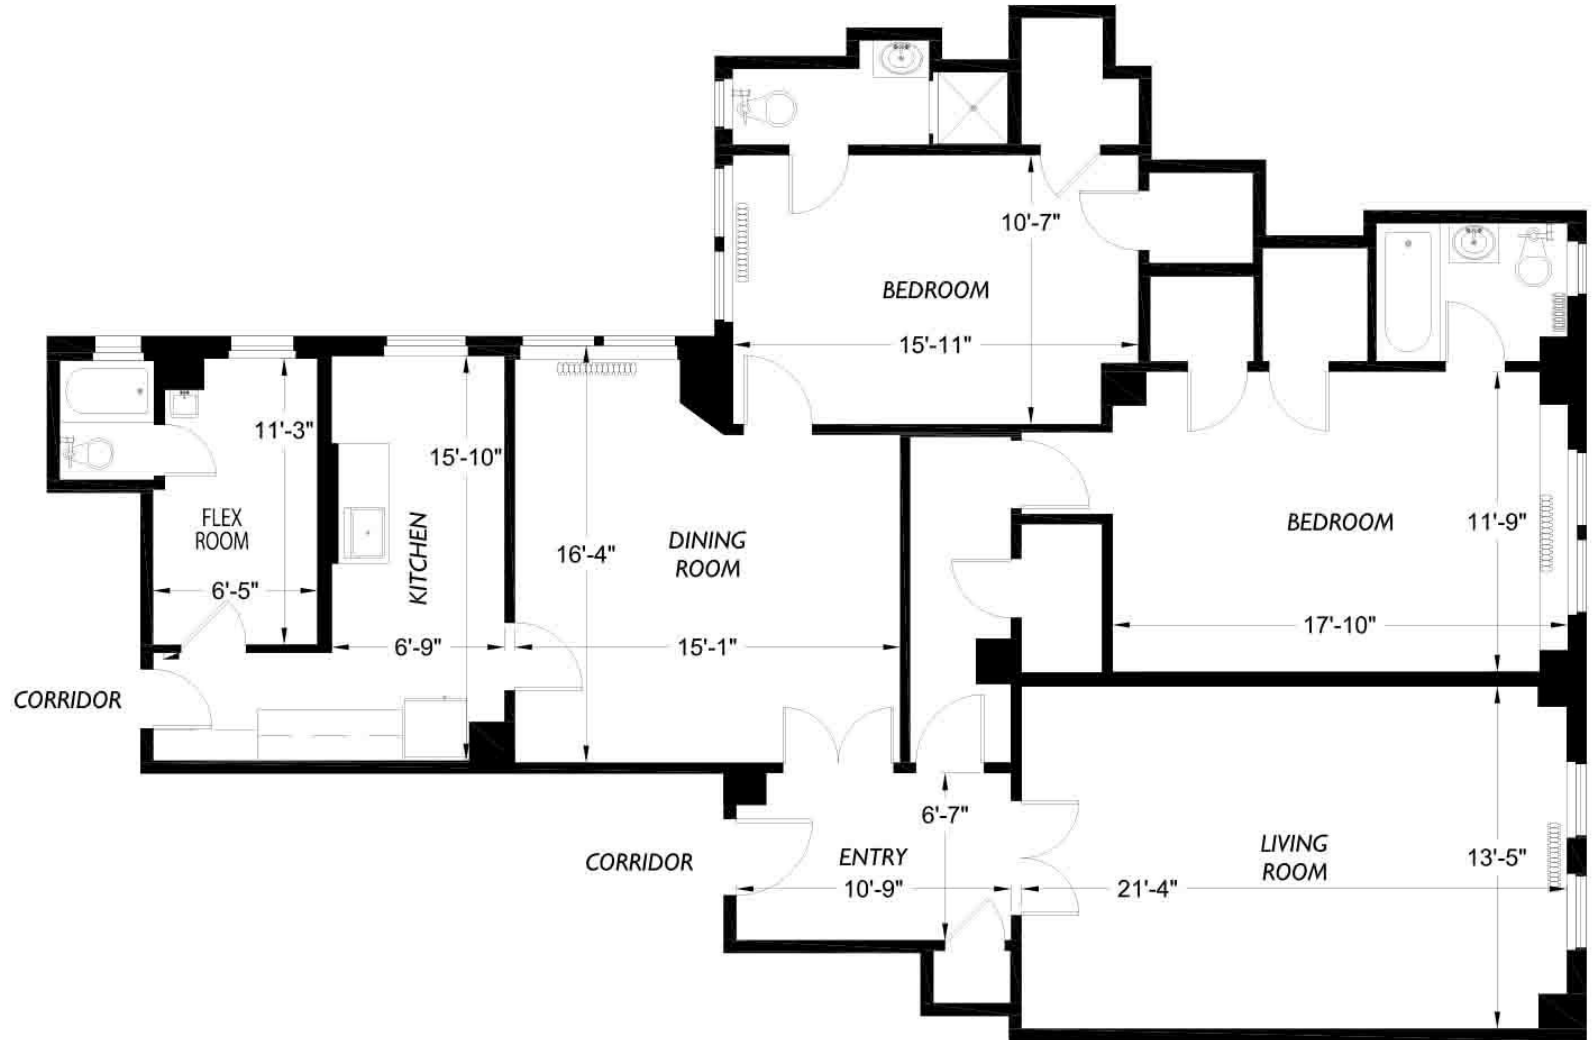 10'-7"
BEDROOM
15'-11"
11'-3"
15'-10"
FLEX
ROOM
KITCHEN
16'-4"
DINING
ROOM
BEDROOM
11'-9"
6'-5"
6'-9"
15'-1"
17'-10"
CORRIDOR
6'-7"
CORRIDOR
ENTRY
10'-9"
LIVING
ROOM
13'-5"
21'-4"